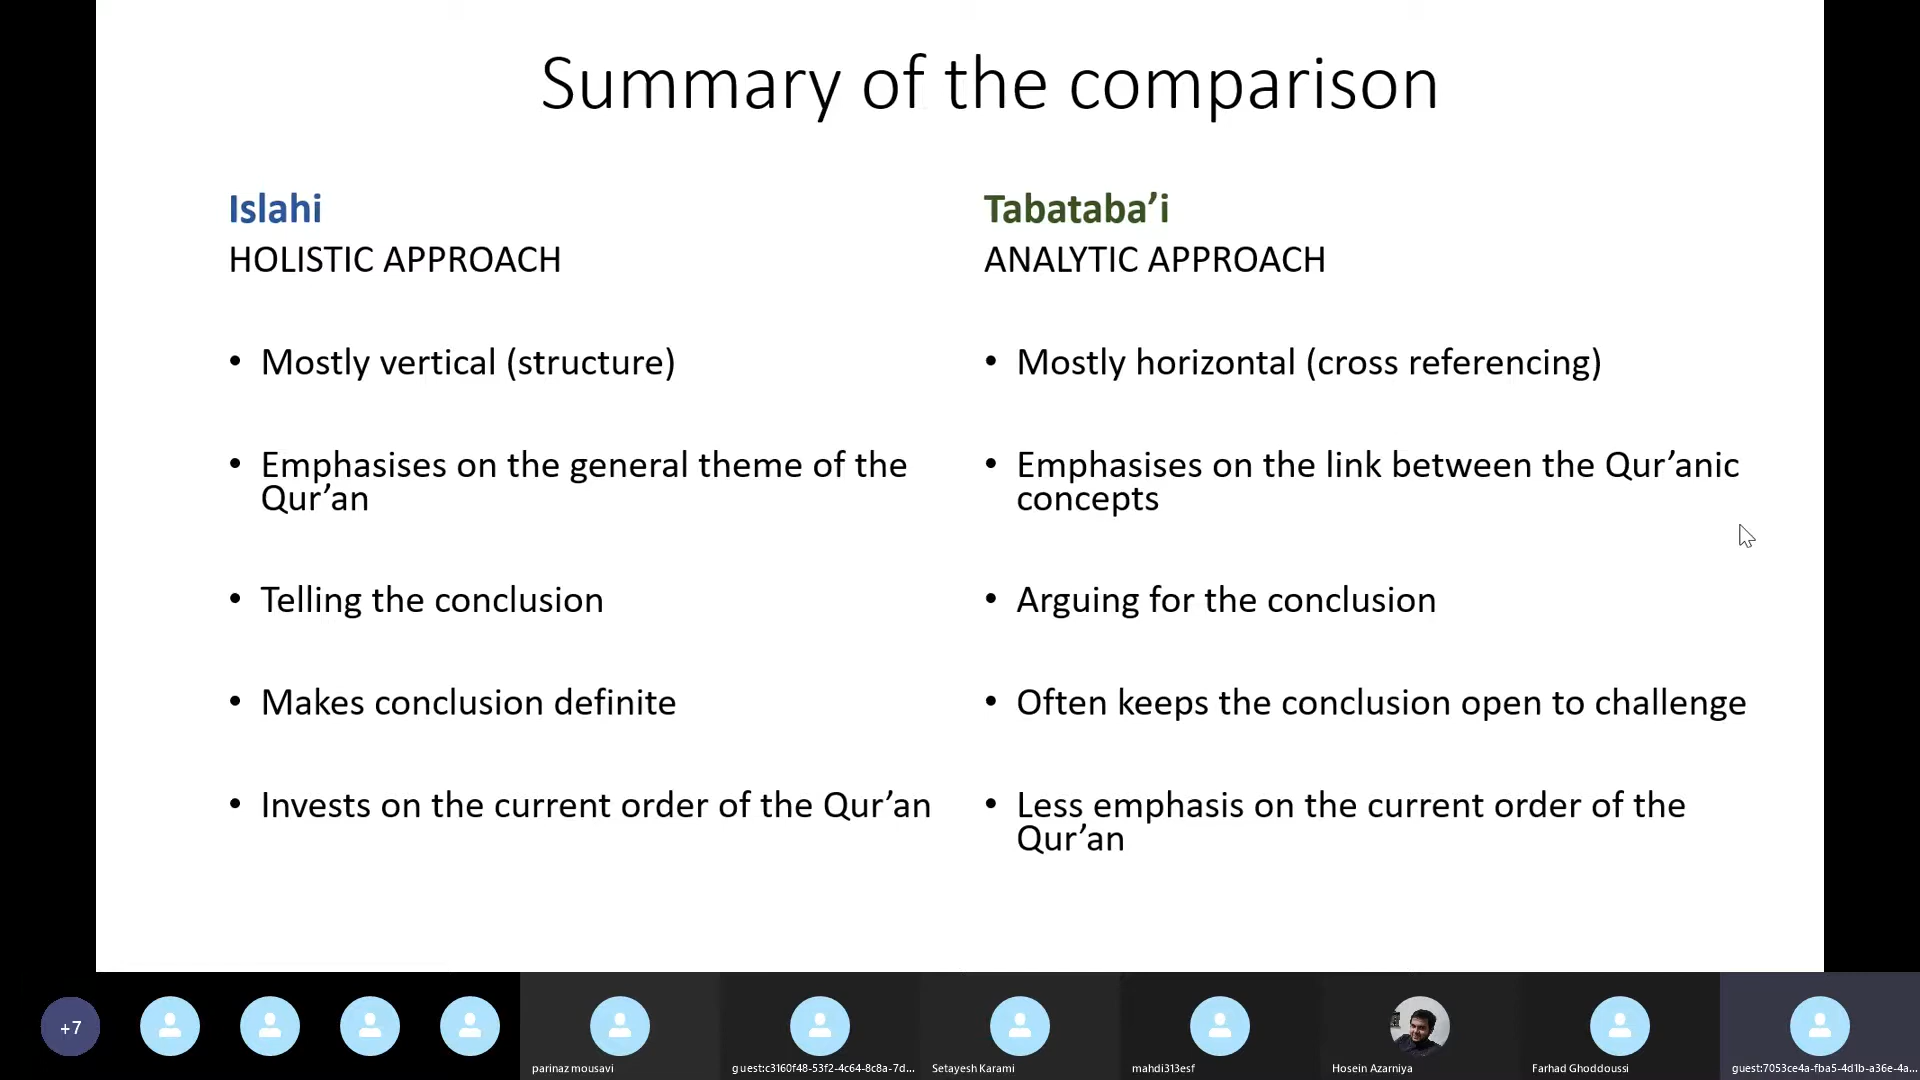 Summary of the comparison
Islahi
HOLISTIC APPROACH
• Mostly vertical (structure)
• Emphasises on the general theme of the
Qur’an
• Telling the conclusion
• Makes conclusion definite
• Invests on the current order of the Qur’an
Tabataba’i
ANALYTIC APPROACH
• Mostly horizontal (cross referencing)
• Emphasises on the link between the Qur’anic
concepts
• Arguing for the conclusion
• Often keeps the conclusion open to challenge
• Less emphasis on the current order of the
Qur’an
+7
parinaz mousavi
guest:c3160f48-53f2-4c64-8c8a-7d...
Setayesh Karami
mahdi313esf
Hosein Azarniya
Farhad Ghoddoussi
guest:7053ce4a-fba5-4d1b-a36e-4a...